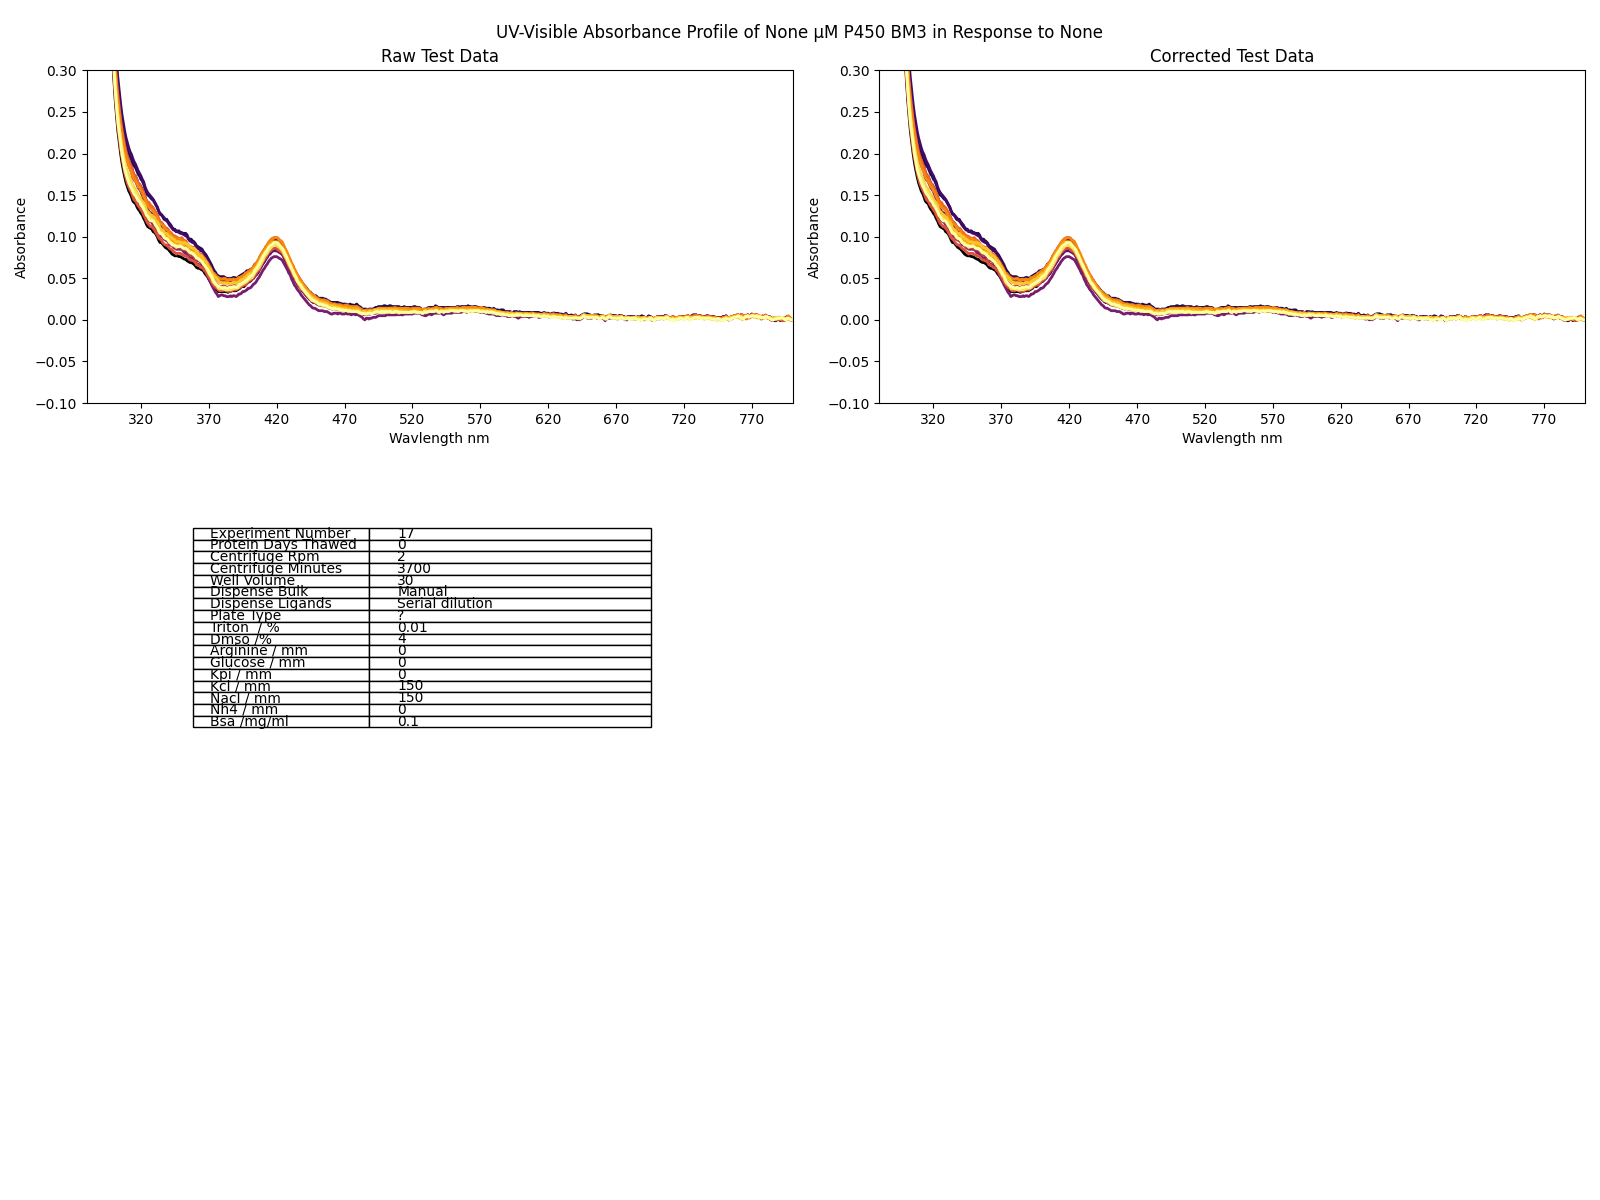 UV-Visible Absorbance Profile of None μM P450 BM3 in Response to None
Raw Test Data
0.30
0.25
0.20
0.15
0.10
0.05
0.00
−0.05
−0.10
Absorbance
320 370 420 470 520 570 620 670 720 770
Wavlength nm
Corrected Test Data
0.30
0.25
0.20
0.15
0.10
0.05
0.00
−0.05
−0.10
Absorbance
320 370 420 470 520 570 620 670 720 770
Wavlength nm
Experiment Number 17
Protein Days Thawed 0
Centrifuge Rpm 2
Centrifuge Minutes 3700
Well Volume 30
Dispense Bulk Manual
Dispense Ligands Serial dilution
Plate Type ?
Triton / % 0.01
Dmso /% 4
Arginine / mm 0
Glucose / mm 0
Kpi / mm 0
Kcl / mm 150
Nacl / mm 150
Nh4 / mm 0
Bsa /mg/ml 0.1